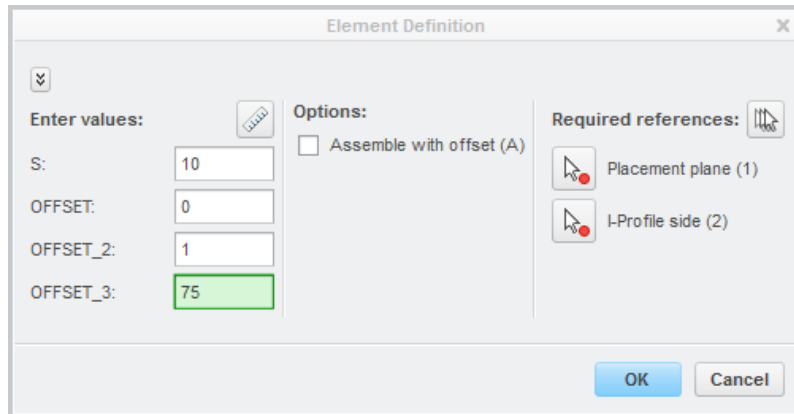 Element Definition
Enter values:
S: 10
OFFSET: 0
OFFSET_2: 1
OFFSET_3: 75
Options:
Assemble with offset (A)
Required references:
Placement plane (1)
I-Profile side (2)
OK Cancel